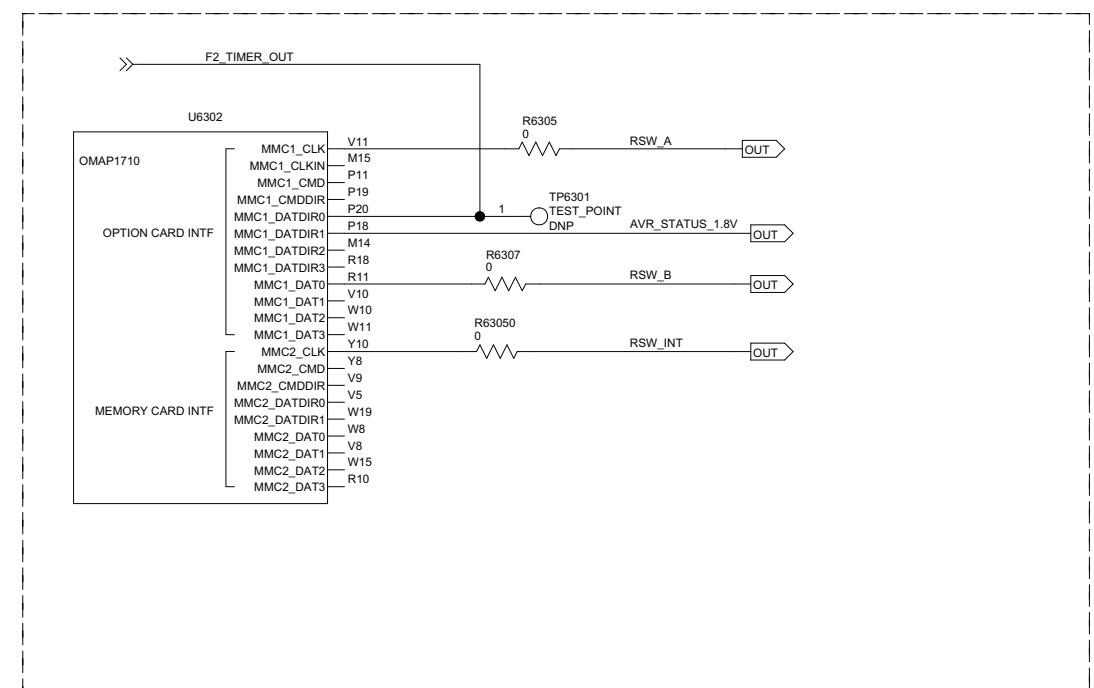 F2_TIMER_OUT
U6302
OMAP1710
R6305
0
MMC1_CLK V11 RSW_A OUT
MMC1_CLKIN M15
MMC1_CMD P11
MMC1_CMDDIR P19
TP6301
MMC1_DATDIR0 P20 1 TEST_POINT
DNP
OPTION CARD INTF MMC1_DATDIR1 P18 AVR_STATUS_1.8V OUT
MMC1_DATDIR2 M14
MMC1_DATDIR3 R18
R6307
0
MMC1_DAT0 R11 RSW_B OUT
MMC1_DAT1 V10
MMC1_DAT2 W10
MMC1_DAT3 W11
R63050
0
MMC2_CLK Y10 RSW_INT OUT
MMC2_CMD Y8
MMC2_CMDDIR V9
MMC2_DATDIR0 V5
MEMORY CARD INTF MMC2_DATDIR1 W19
MMC2_DAT0 W8
MMC2_DAT1 V8
MMC2_DAT2 W15
MMC2_DAT3 R10